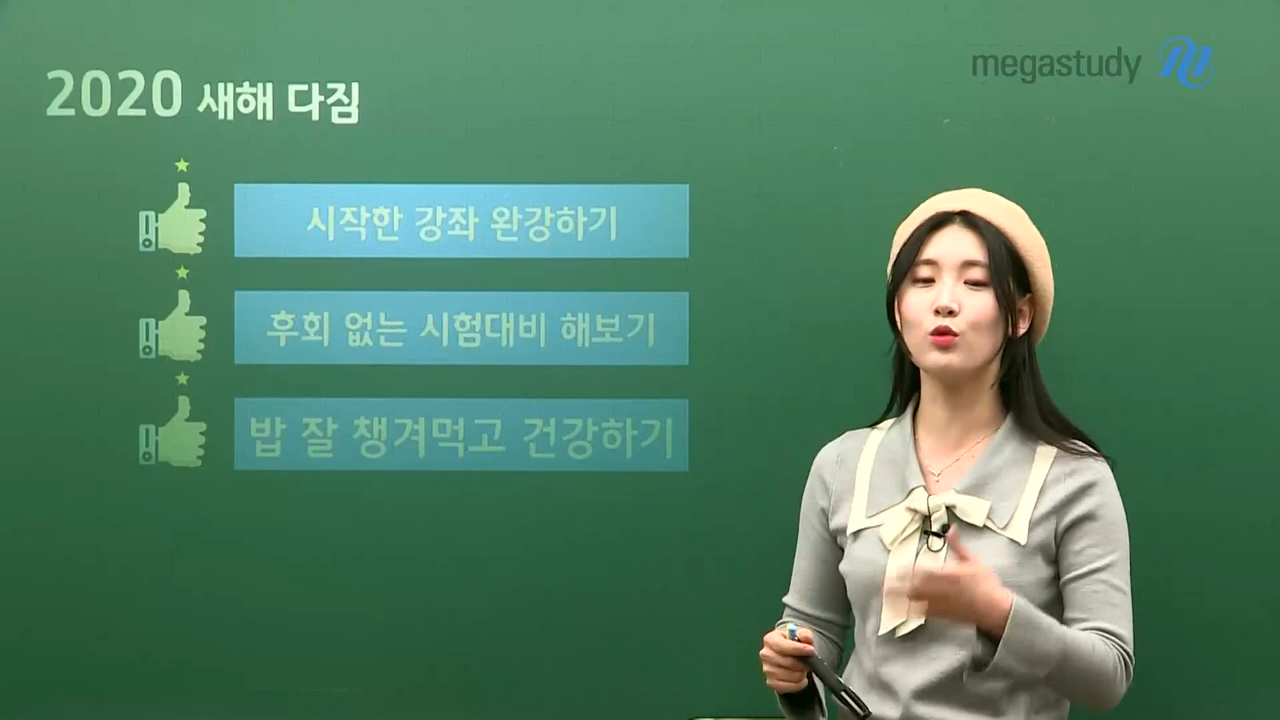 megastudy
2020 새해 다짐
시작한 강좌 완강하기
후회 없는 시험대비 해보기
밥 잘 챙겨먹고 건강하기